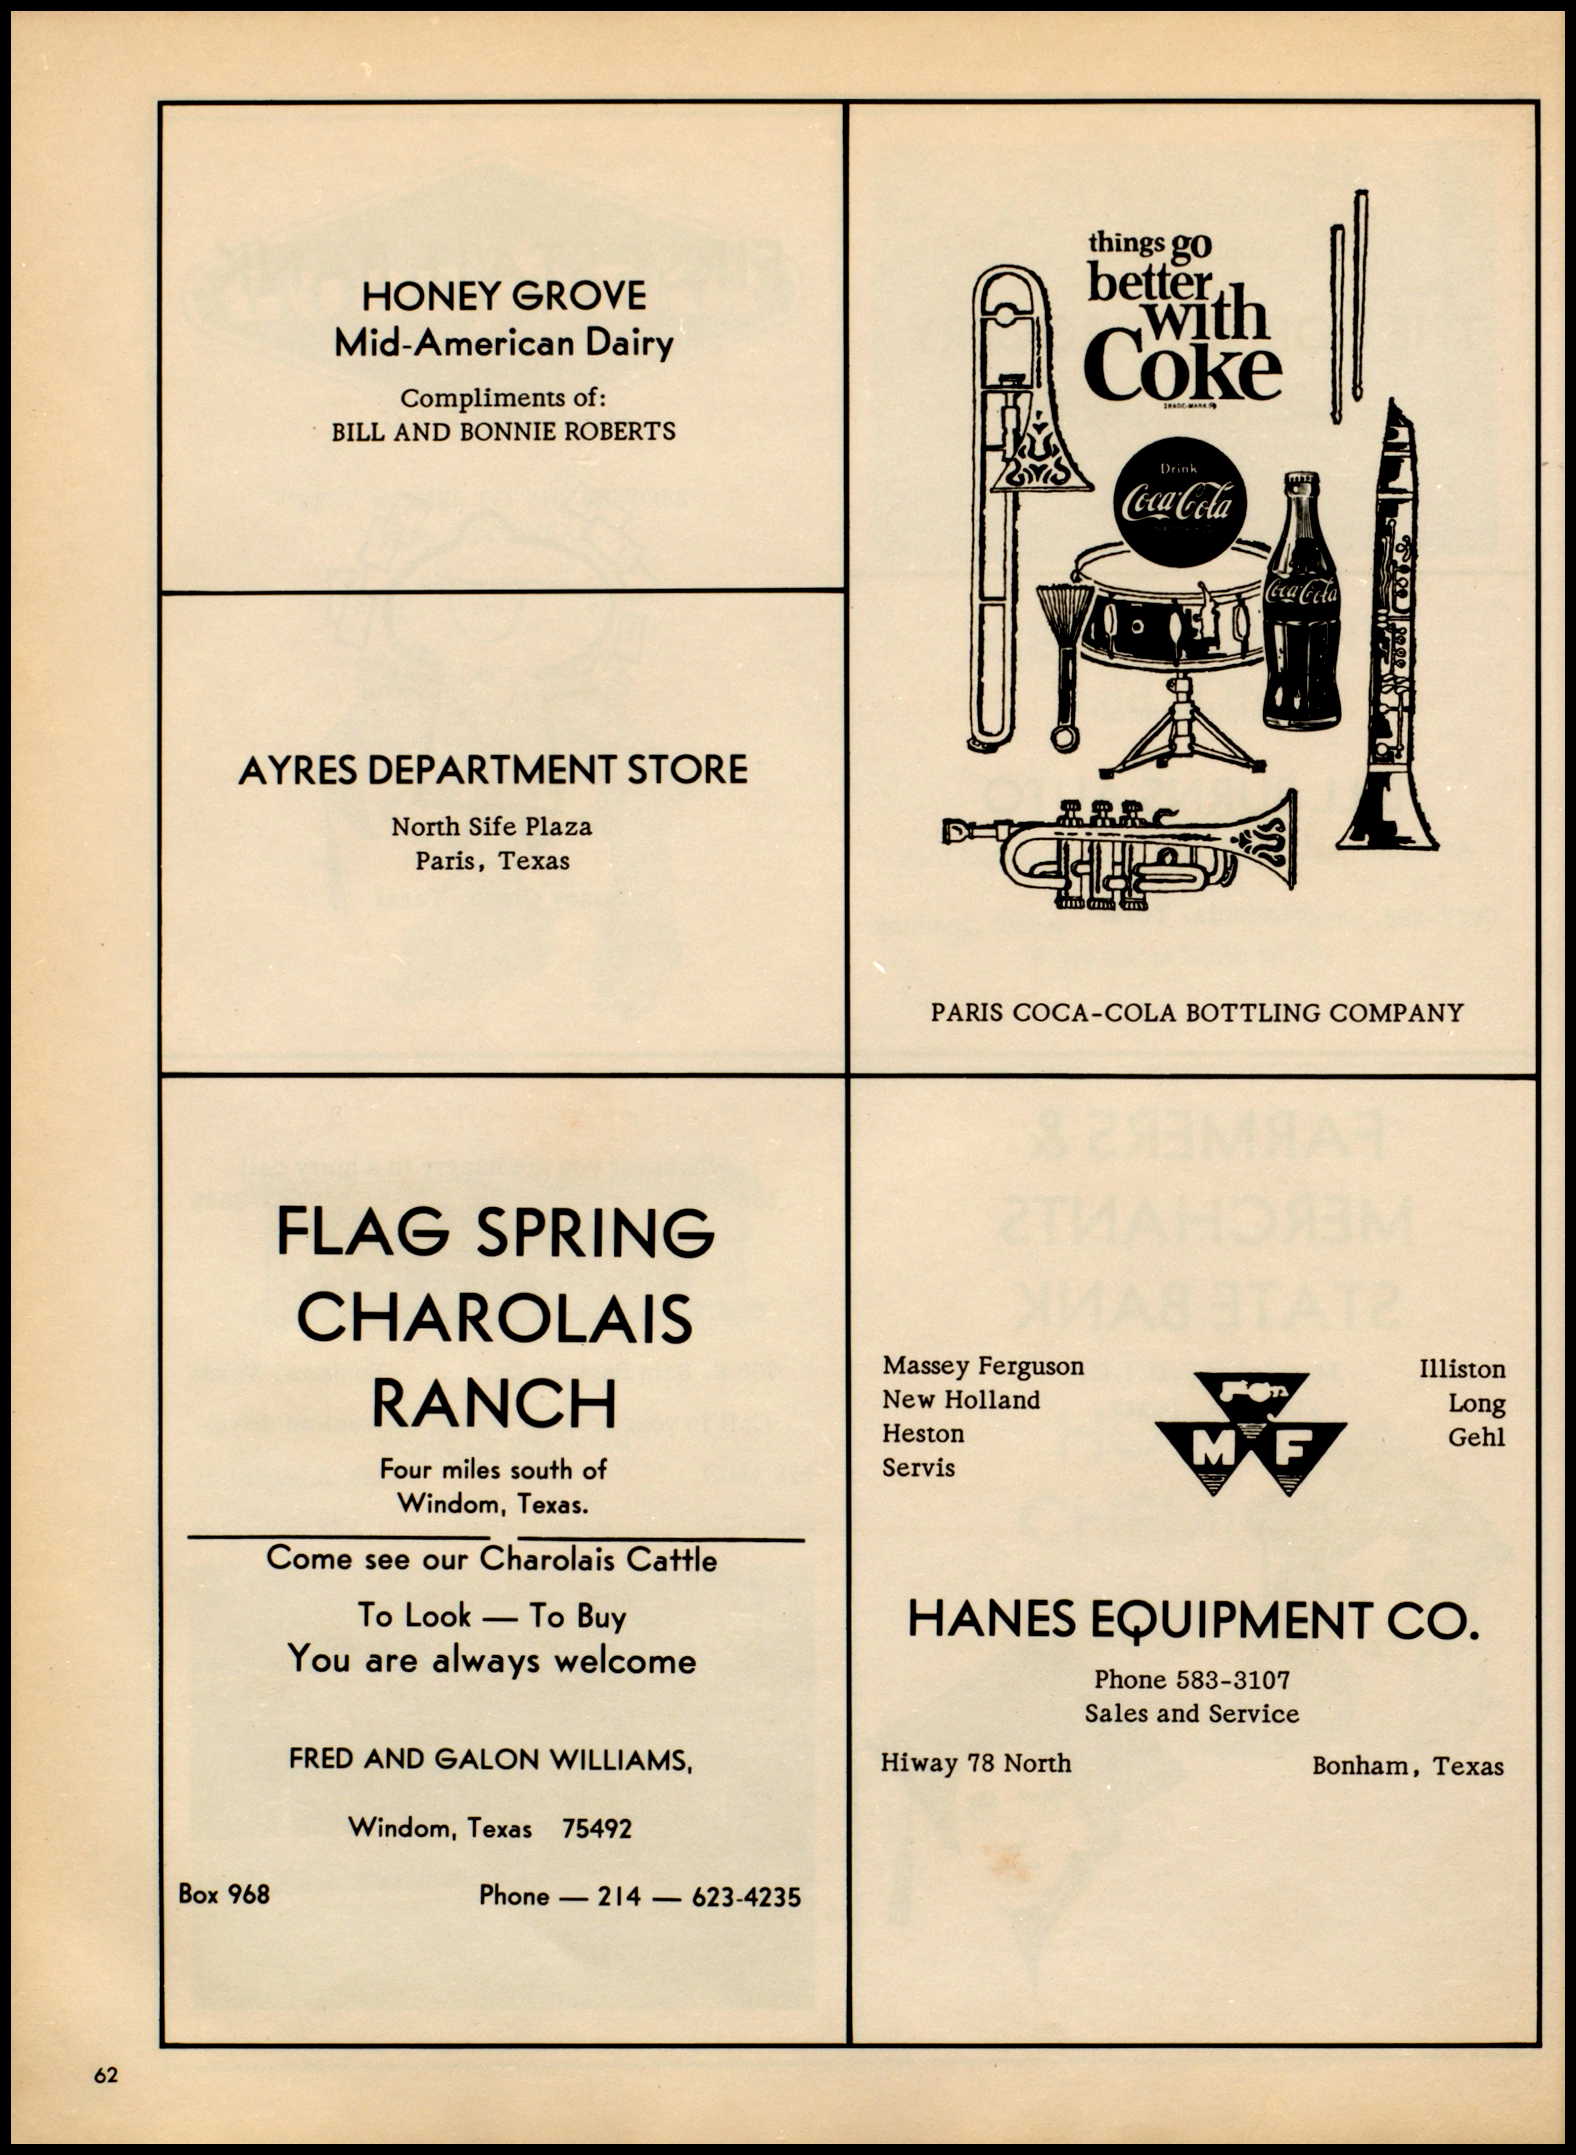 HONEY GROVE
Mid-American Dairy
Compliments of:
BILL AND BONNIE ROBERTS
AYRES DEPARTMENT STORE
North Sife Plaza
Paris, Texas
things go
better
with
Coke
TRADE-MARK ®
Drink
Coca-Cola
Coca-Cola
PARIS COCA-COLA BOTTLING COMPANY
FLAG SPRING
CHAROLAIS
RANCH
Four miles south of
Windom, Texas.
Come see our Charolais Cattle
To Look — To Buy
You are always welcome
FRED AND GALON WILLIAMS,
Windom, Texas 75492
Box 968 Phone — 214 — 623-4235
Massey Ferguson
New Holland
Heston
Servis
M F
Illiston
Long
Gehl
HANES EQUIPMENT CO.
Phone 583-3107
Sales and Service
Hiway 78 North Bonham, Texas
62